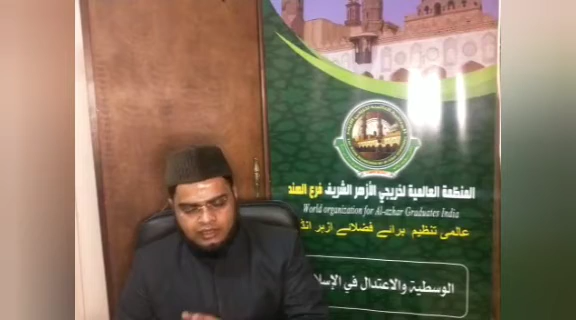 المنظمة العالمية لخريجي الأزهر الشريف فرع الهند
World organization for Al-azhar Graduates India
عالمی تنظیم برائے فضلائے ازہر انڈ
الوسطية والاعتدال في الإسلا